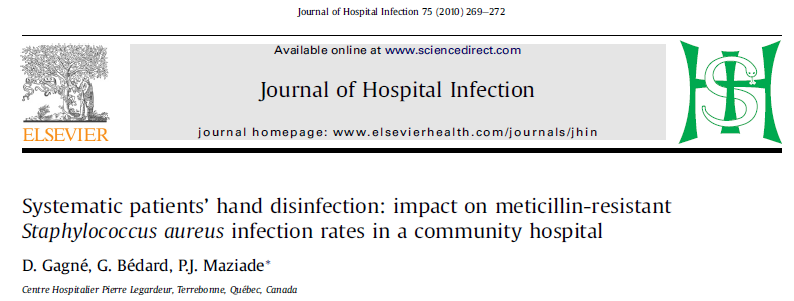 Journal of Hospital Infection 75 (2010) 269–272
Available online at www.sciencedirect.com
Journal of Hospital Infection
journal homepage: www.elsevierhealth.com/journals/jhin
ELSEVIER
Systematic patients' hand disinfection: impact on meticillin-resistant
Staphylococcus aureus infection rates in a community hospital
D. Gagné, G. Bédard, P.J. Maziade*
Centre Hospitalier Pierre Legardeur, Terrebonne, Québec, Canada